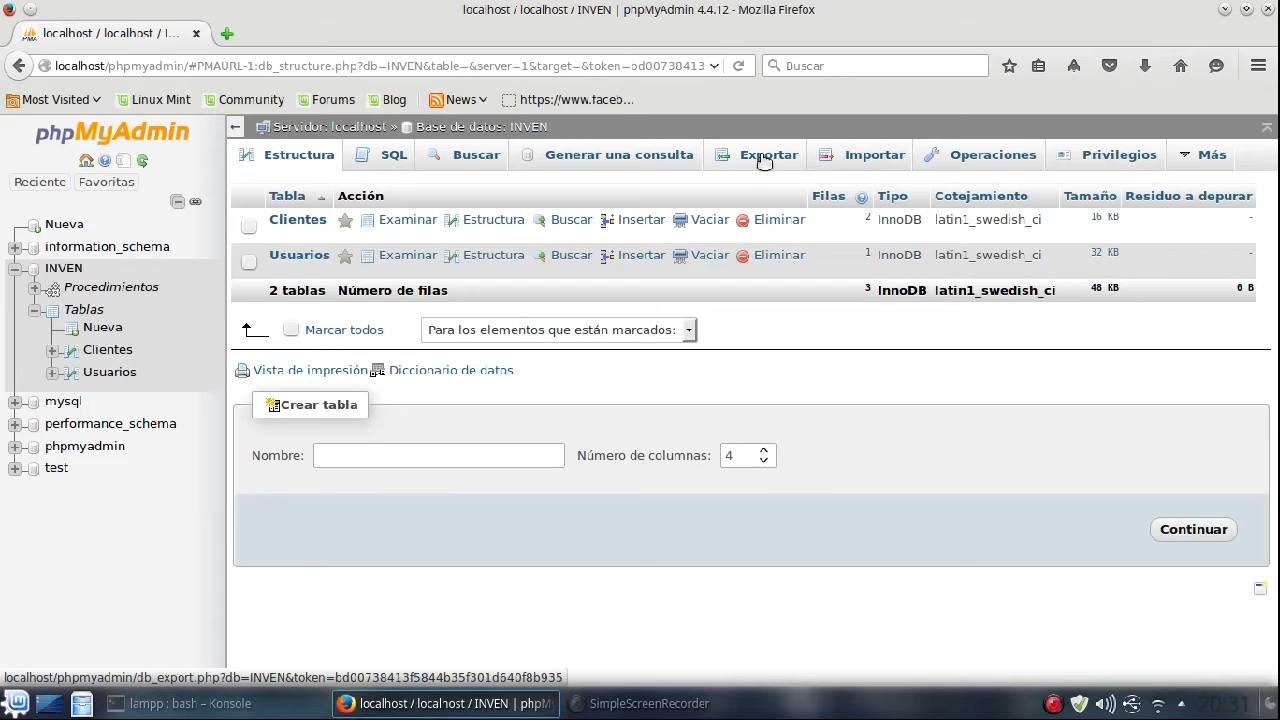 localhost / localhost / INVEN | phpMyAdmin 4.4.12 - Mozilla Firefox
localhost / localhost / I...
localhost/phpmyadmin/#PMAURL-1:db_structure.php?db=INVEN&table=&server=1&target=&token=bd00738413 Buscar
Most Visited Linux Mint Community Forums Blog News https://www.faceb...
phpMyAdmin
Reciente Favoritas
Nueva
information_schema
INVEN
Procedimientos
Tablas
Nueva
Clientes
Usuarios
mysql
performance_schema
phpmyadmin
test
Servidor: localhost » Base de datos: INVEN
Estructura SQL Buscar Generar una consulta Exportar Importar Operaciones Privilegios Más
Tabla Acción Filas Tipo Cotejamiento Tamaño Residuo a depurar
Clientes Examinar Estructura Buscar Insertar Vaciar Eliminar 2 InnoDB latin1_swedish_ci 16 KB -
Usuarios Examinar Estructura Buscar Insertar Vaciar Eliminar 1 InnoDB latin1_swedish_ci 32 KB -
2 tablas Número de filas 3 InnoDB latin1_swedish_ci 48 KB 0 B
Marcar todos Para los elementos que están marcados:
Vista de impresión Diccionario de datos
Crear tabla
Nombre: Número de columnas: 4
Continuar
localhost/phpmyadmin/db_export.php?db=INVEN&token=bd00738413f5844b35f301d640f8b935
lampp : bash – Konsole localhost / localhost / INVEN | phpM SimpleScreenRecorder 20:31